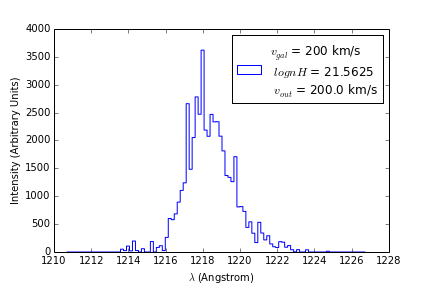 4000
3500
3000
2500
2000
1500
1000
500
0
Intensity (Arbitrary Units)
v_gal = 200 km/s
lognH = 21.5625
v_out = 200.0 km/s
1210 1212 1214 1216 1218 1220 1222 1224 1226 1228
λ (Angstrom)